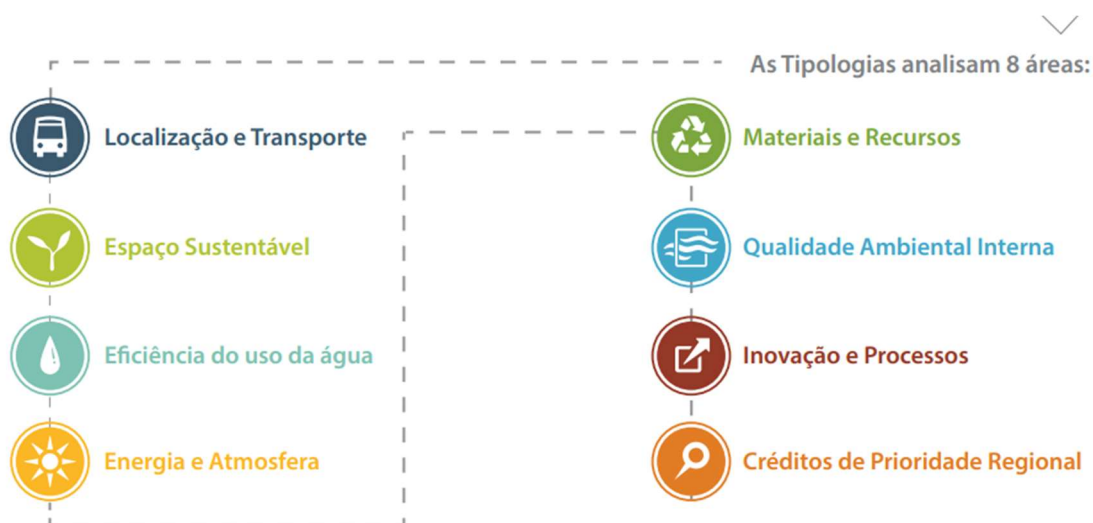 As Tipologias analisam 8 áreas:
Localização e Transporte
Espaço Sustentável
Eficiência do uso da água
Energia e Atmosfera
Materiais e Recursos
Qualidade Ambiental Interna
Inovação e Processos
Créditos de Prioridade Regional